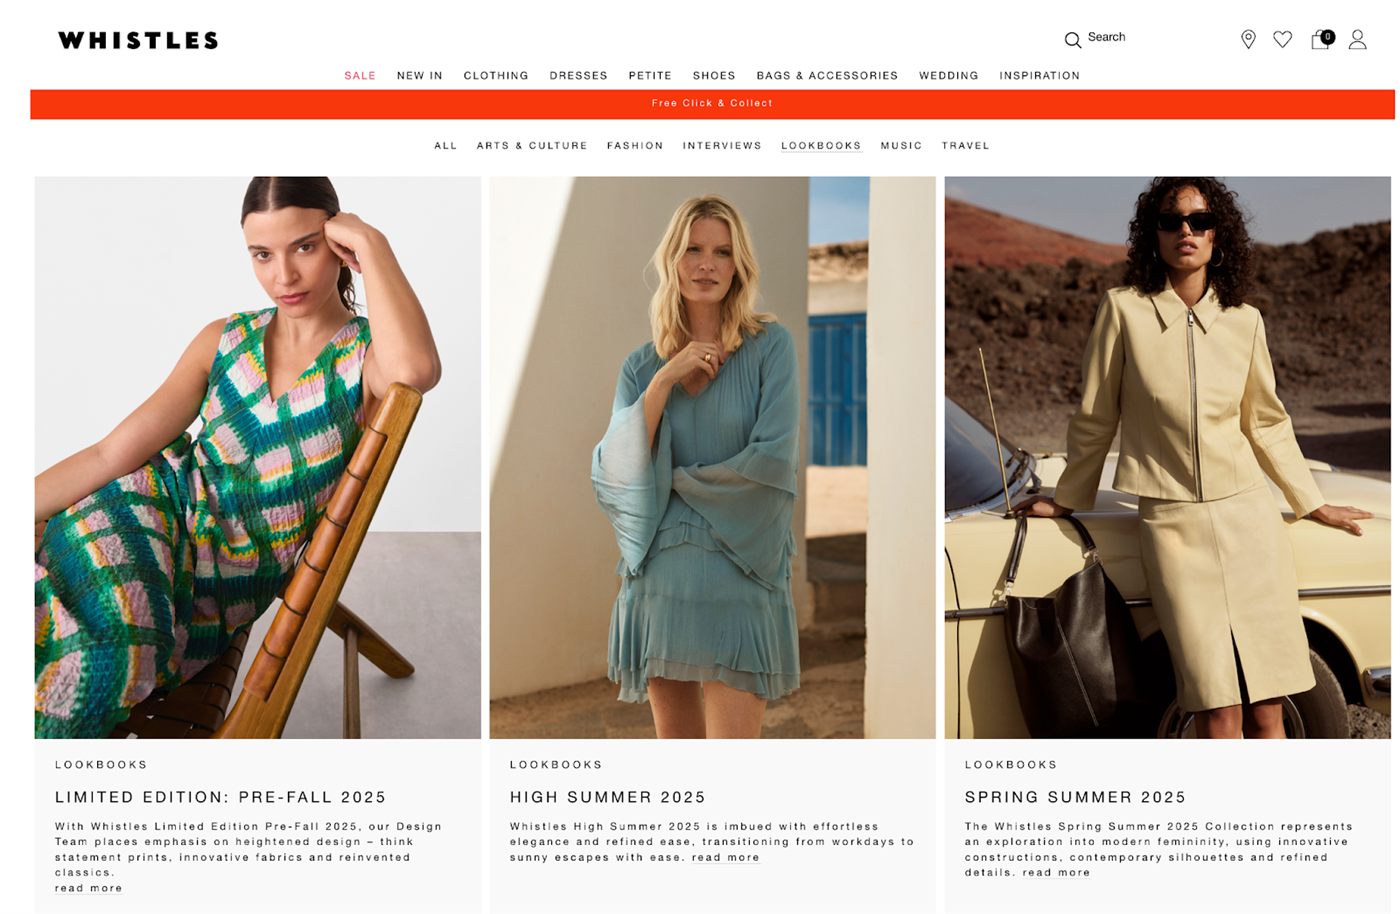 WHISTLES
Search
0
SALE NEW IN CLOTHING DRESSES PETITE SHOES BAGS & ACCESSORIES WEDDING INSPIRATION
Free Click & Collect
ALL ARTS & CULTURE FASHION INTERVIEWS LOOKBOOKS MUSIC TRAVEL
LOOKBOOKS
LIMITED EDITION: PRE-FALL 2025
With Whistles Limited Edition Pre-Fall 2025, our Design
Team places emphasis on heightened design – think
statement prints, innovative fabrics and reinvented
classics.
read more
LOOKBOOKS
HIGH SUMMER 2025
Whistles High Summer 2025 is imbued with effortless
elegance and refined ease, transitioning from workdays to
sunny escapes with ease. read more
LOOKBOOKS
SPRING SUMMER 2025
The Whistles Spring Summer 2025 Collection represents
an exploration into modern femininity, using innovative
constructions, contemporary silhouettes and refined
details. read more